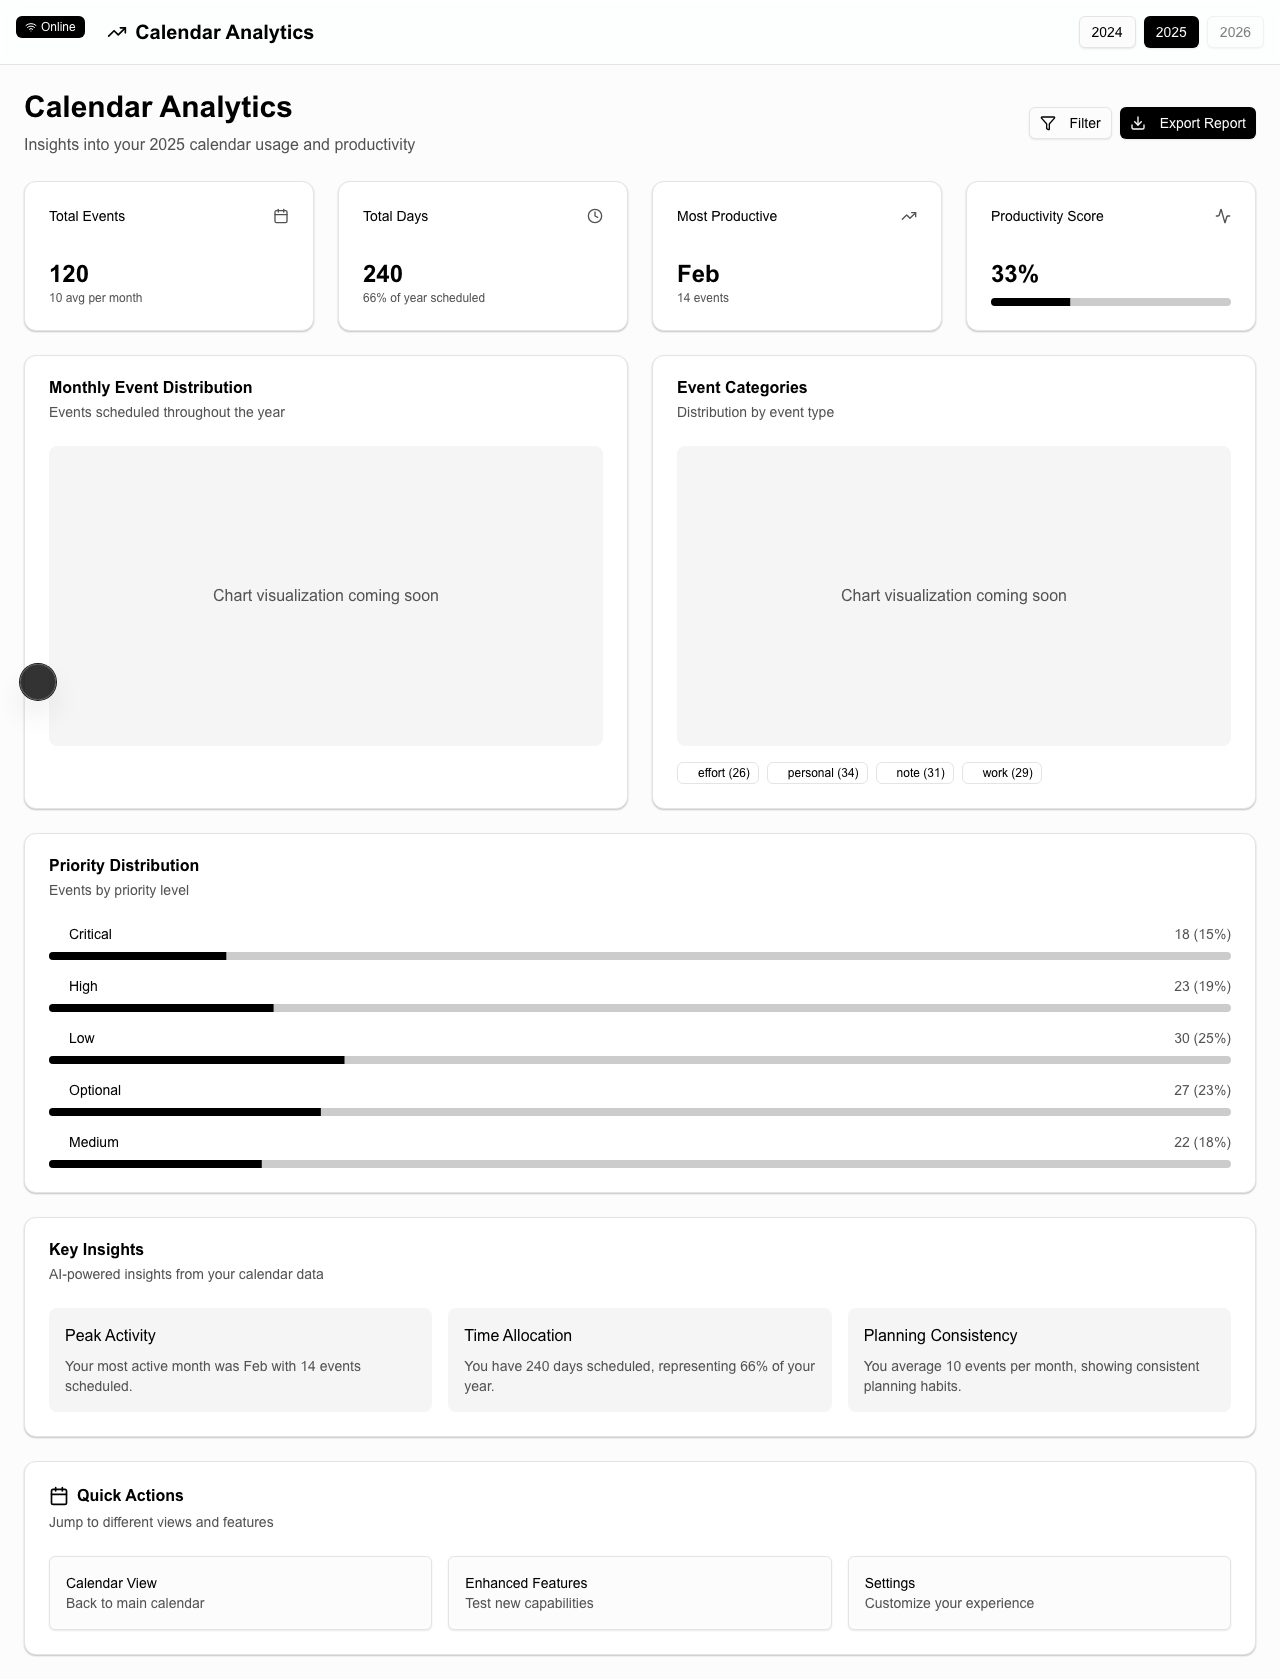 Online
Calendar Analytics
2024
2025
2026
Calendar Analytics
Insights into your 2025 calendar usage and productivity
Filter
Export Report
Total Events
120
10 avg per month
Total Days
240
66% of year scheduled
Most Productive
Feb
14 events
Productivity Score
33%
Monthly Event Distribution
Events scheduled throughout the year
Chart visualization coming soon
Event Categories
Distribution by event type
Chart visualization coming soon
effort (26)
personal (34)
note (31)
work (29)
Priority Distribution
Events by priority level
Critical
18 (15%)
High
23 (19%)
Low
30 (25%)
Optional
27 (23%)
Medium
22 (18%)
Key Insights
AI-powered insights from your calendar data
Peak Activity
Your most active month was Feb with 14 events
scheduled.
Time Allocation
You have 240 days scheduled, representing 66% of your
year.
Planning Consistency
You average 10 events per month, showing consistent
planning habits.
Quick Actions
Jump to different views and features
Calendar View
Back to main calendar
Enhanced Features
Test new capabilities
Settings
Customize your experience